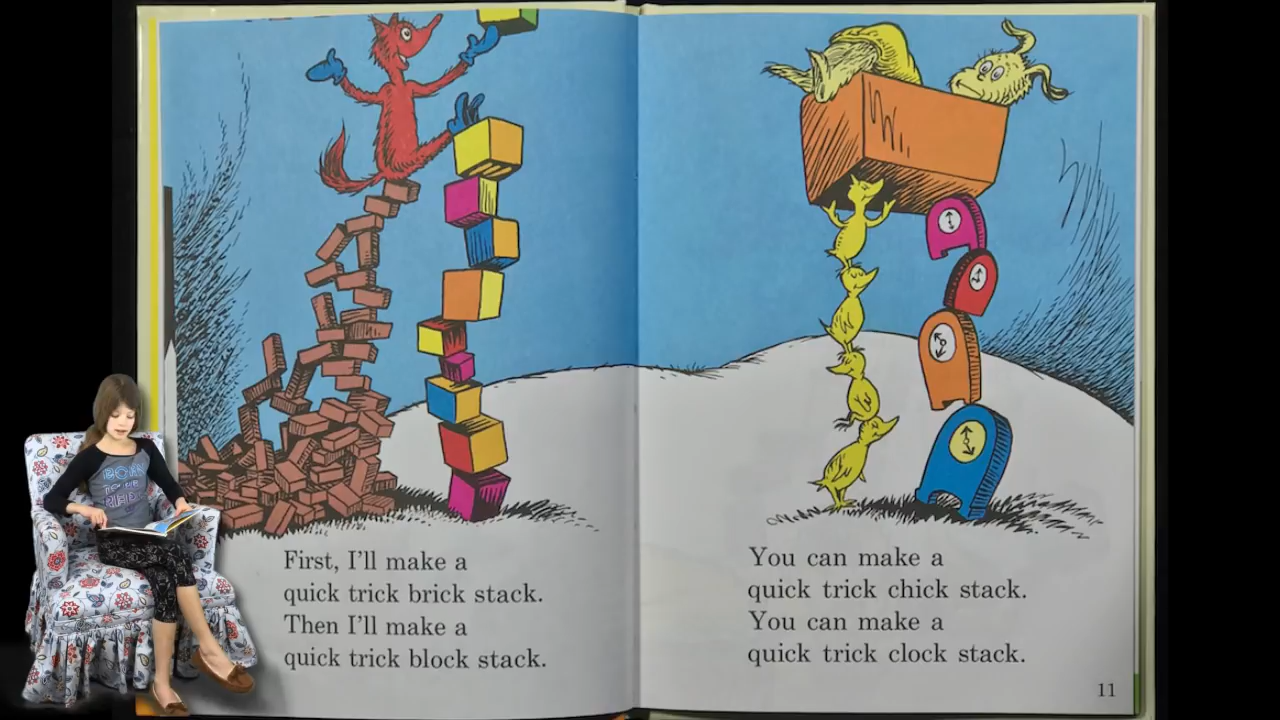 First, I'll make a
quick trick brick stack.
Then I'll make a
quick trick block stack.
You can make a
quick trick chick stack.
You can make a
quick trick clock stack.
11